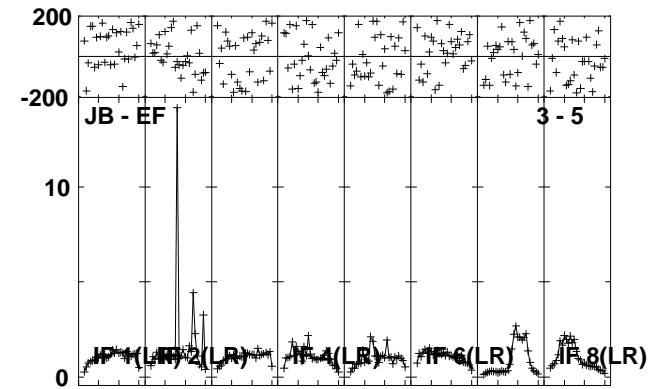 200
-200
JB - EF 3 - 5
10
IF 1(LR) IF 2(LR) IF 4(LR) IF 6(LR) IF 8(LR)
0